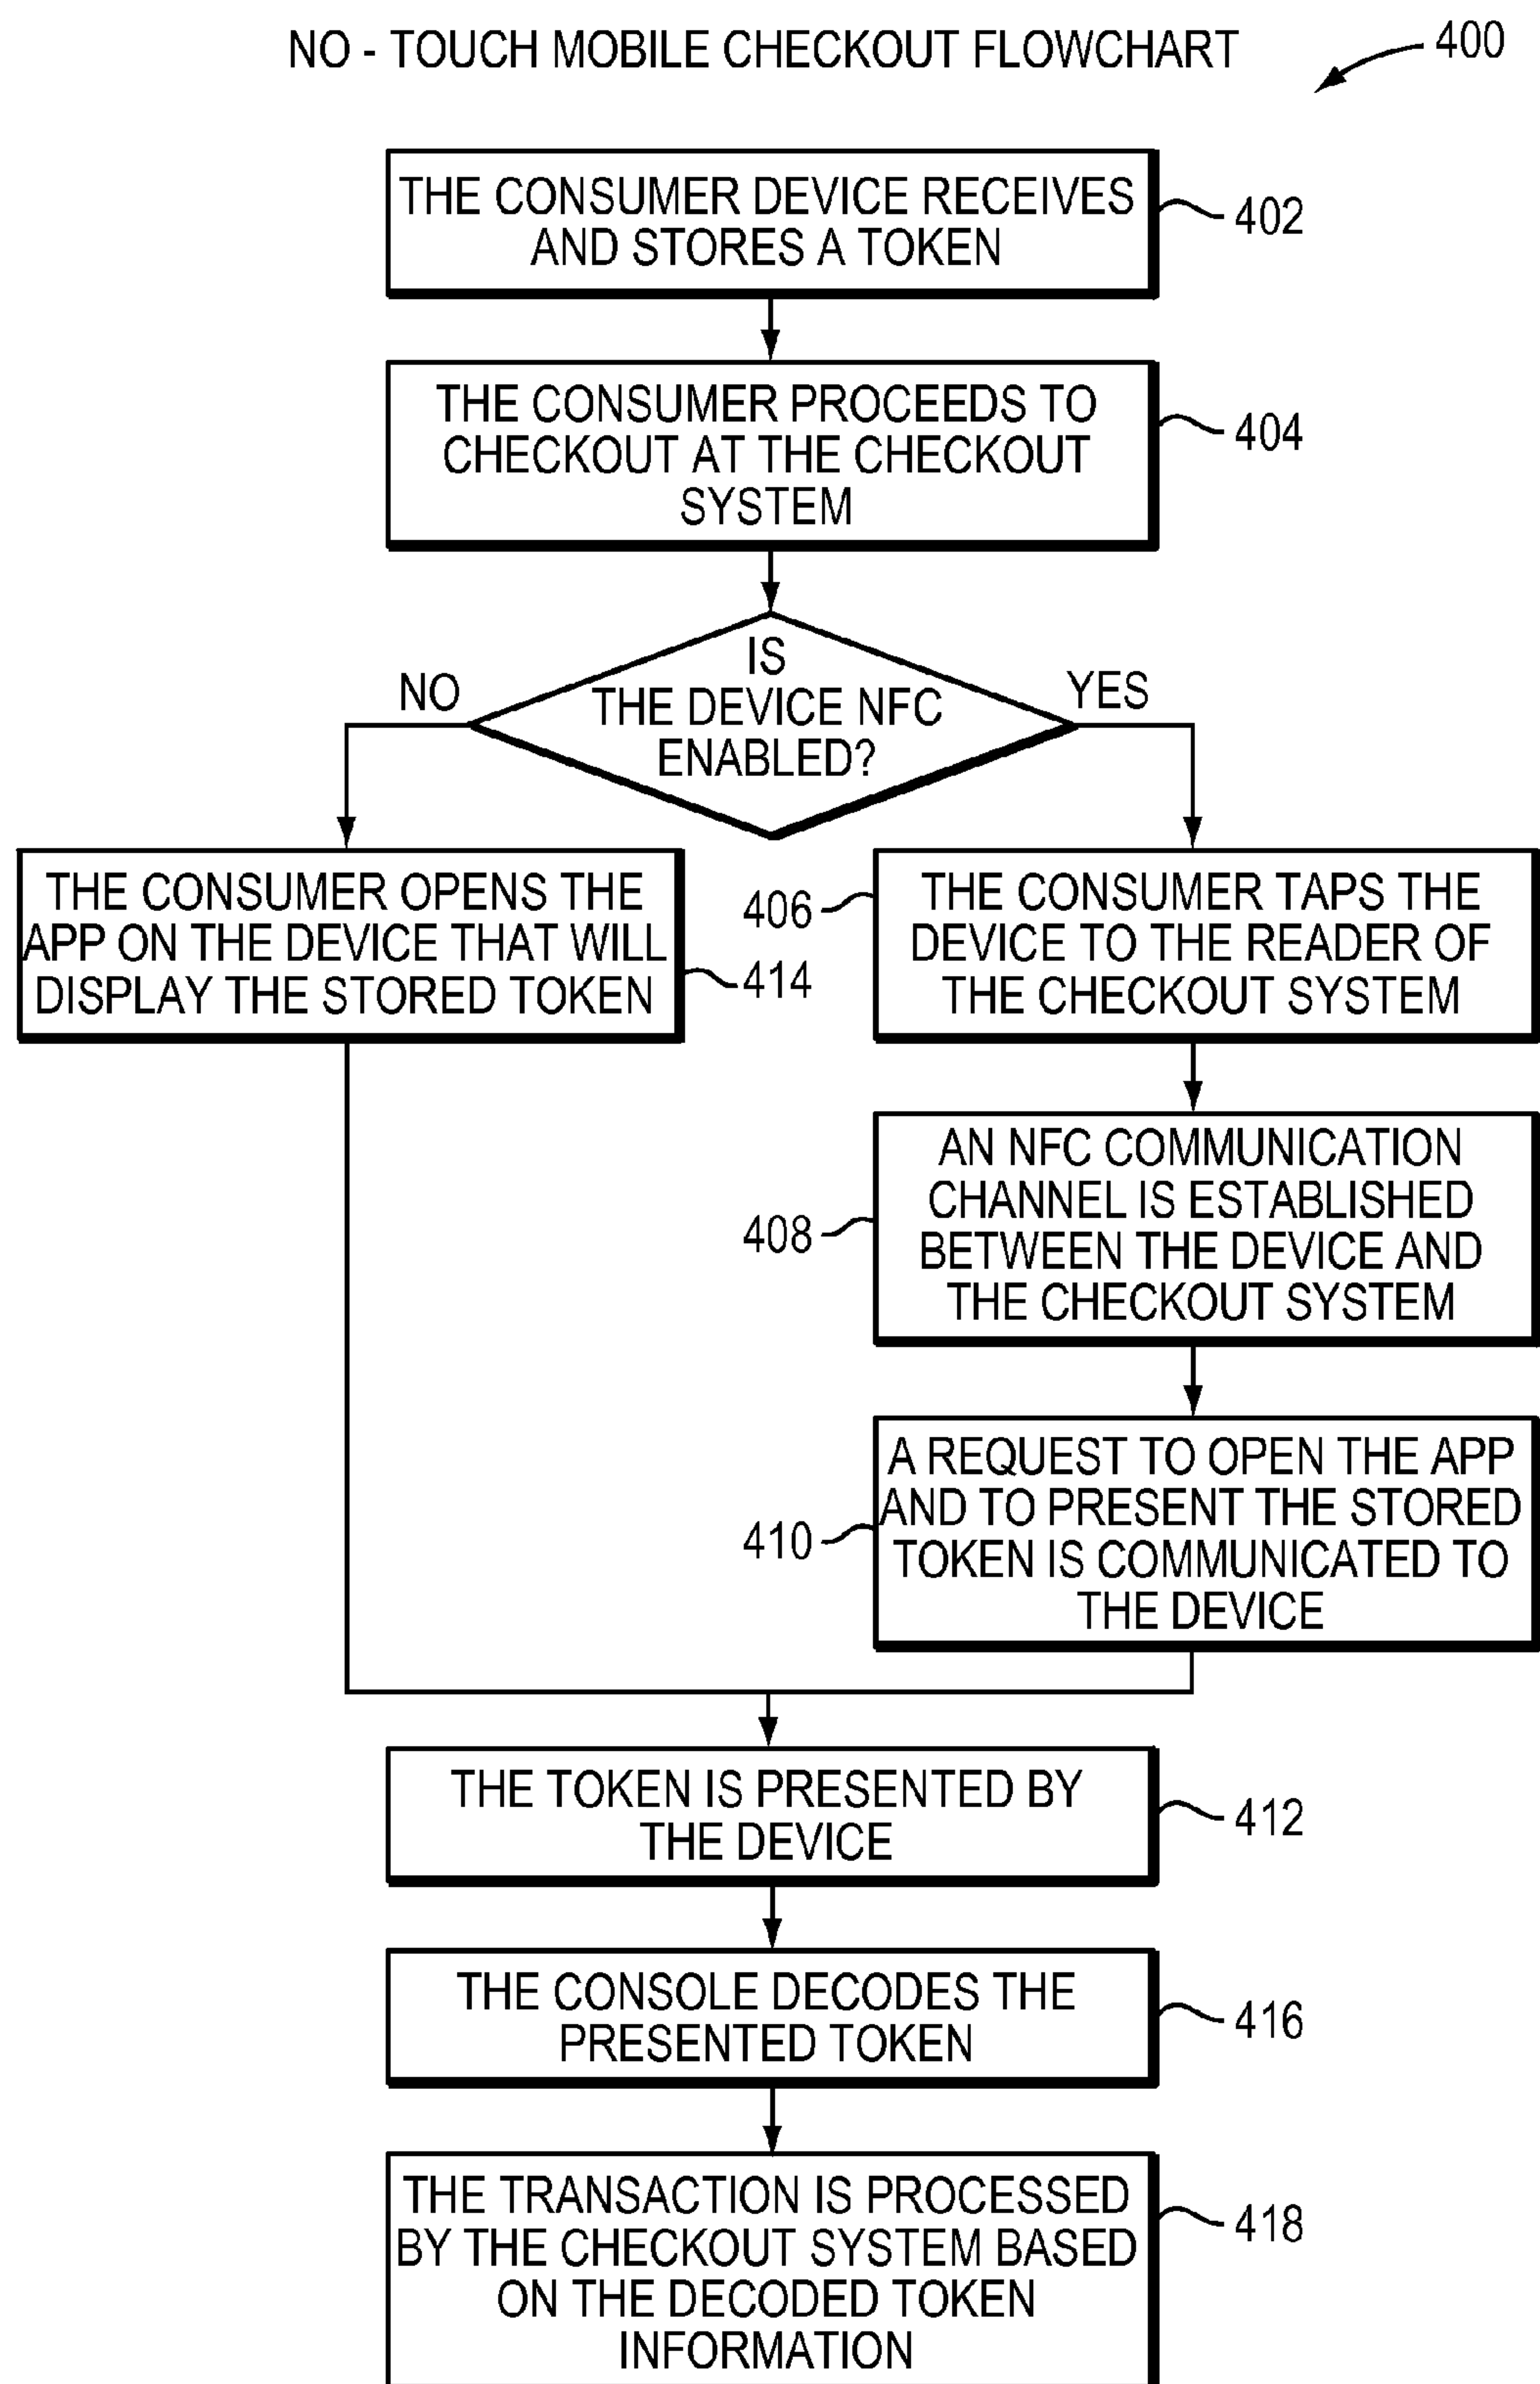 NO - TOUCH MOBILE CHECKOUT FLOWCHART
400
THE CONSUMER DEVICE RECEIVES
AND STORES A TOKEN
402
THE CONSUMER PROCEEDS TO
CHECKOUT AT THE CHECKOUT
SYSTEM
404
IS
THE DEVICE NFC
ENABLED?
NO
YES
THE CONSUMER OPENS THE
APP ON THE DEVICE THAT WILL
DISPLAY THE STORED TOKEN
414
406
THE CONSUMER TAPS THE
DEVICE TO THE READER OF
THE CHECKOUT SYSTEM
408
AN NFC COMMUNICATION
CHANNEL IS ESTABLISHED
BETWEEN THE DEVICE AND
THE CHECKOUT SYSTEM
410
A REQUEST TO OPEN THE APP
AND TO PRESENT THE STORED
TOKEN IS COMMUNICATED TO
THE DEVICE
THE TOKEN IS PRESENTED BY
THE DEVICE
412
THE CONSOLE DECODES THE
PRESENTED TOKEN
416
THE TRANSACTION IS PROCESSED
BY THE CHECKOUT SYSTEM BASED
ON THE DECODED TOKEN
INFORMATION
418